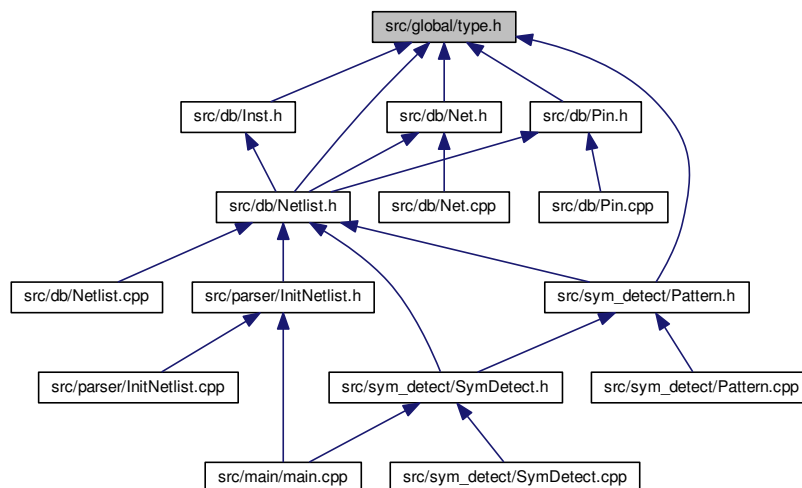 src/global/type.h
src/db/Inst.h
src/db/Net.h
src/db/Pin.h
src/db/Netlist.h
src/db/Net.cpp
src/db/Pin.cpp
src/db/Netlist.cpp
src/parser/InitNetlist.h
src/sym_detect/Pattern.h
src/parser/InitNetlist.cpp
src/sym_detect/SymDetect.h
src/sym_detect/Pattern.cpp
src/main/main.cpp
src/sym_detect/SymDetect.cpp